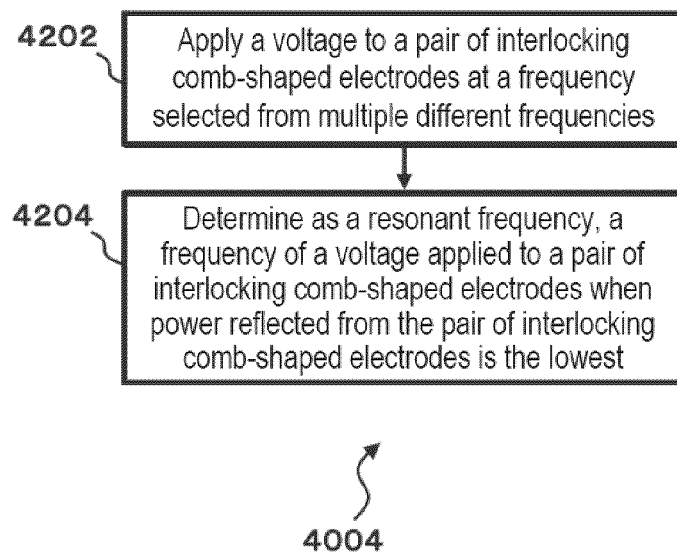 4202
Apply a voltage to a pair of interlocking
comb-shaped electrodes at a frequency
selected from multiple different frequencies
4204
Determine as a resonant frequency, a
frequency of a voltage applied to a pair of
interlocking comb-shaped electrodes when
power reflected from the pair of interlocking
comb-shaped electrodes is the lowest
4004